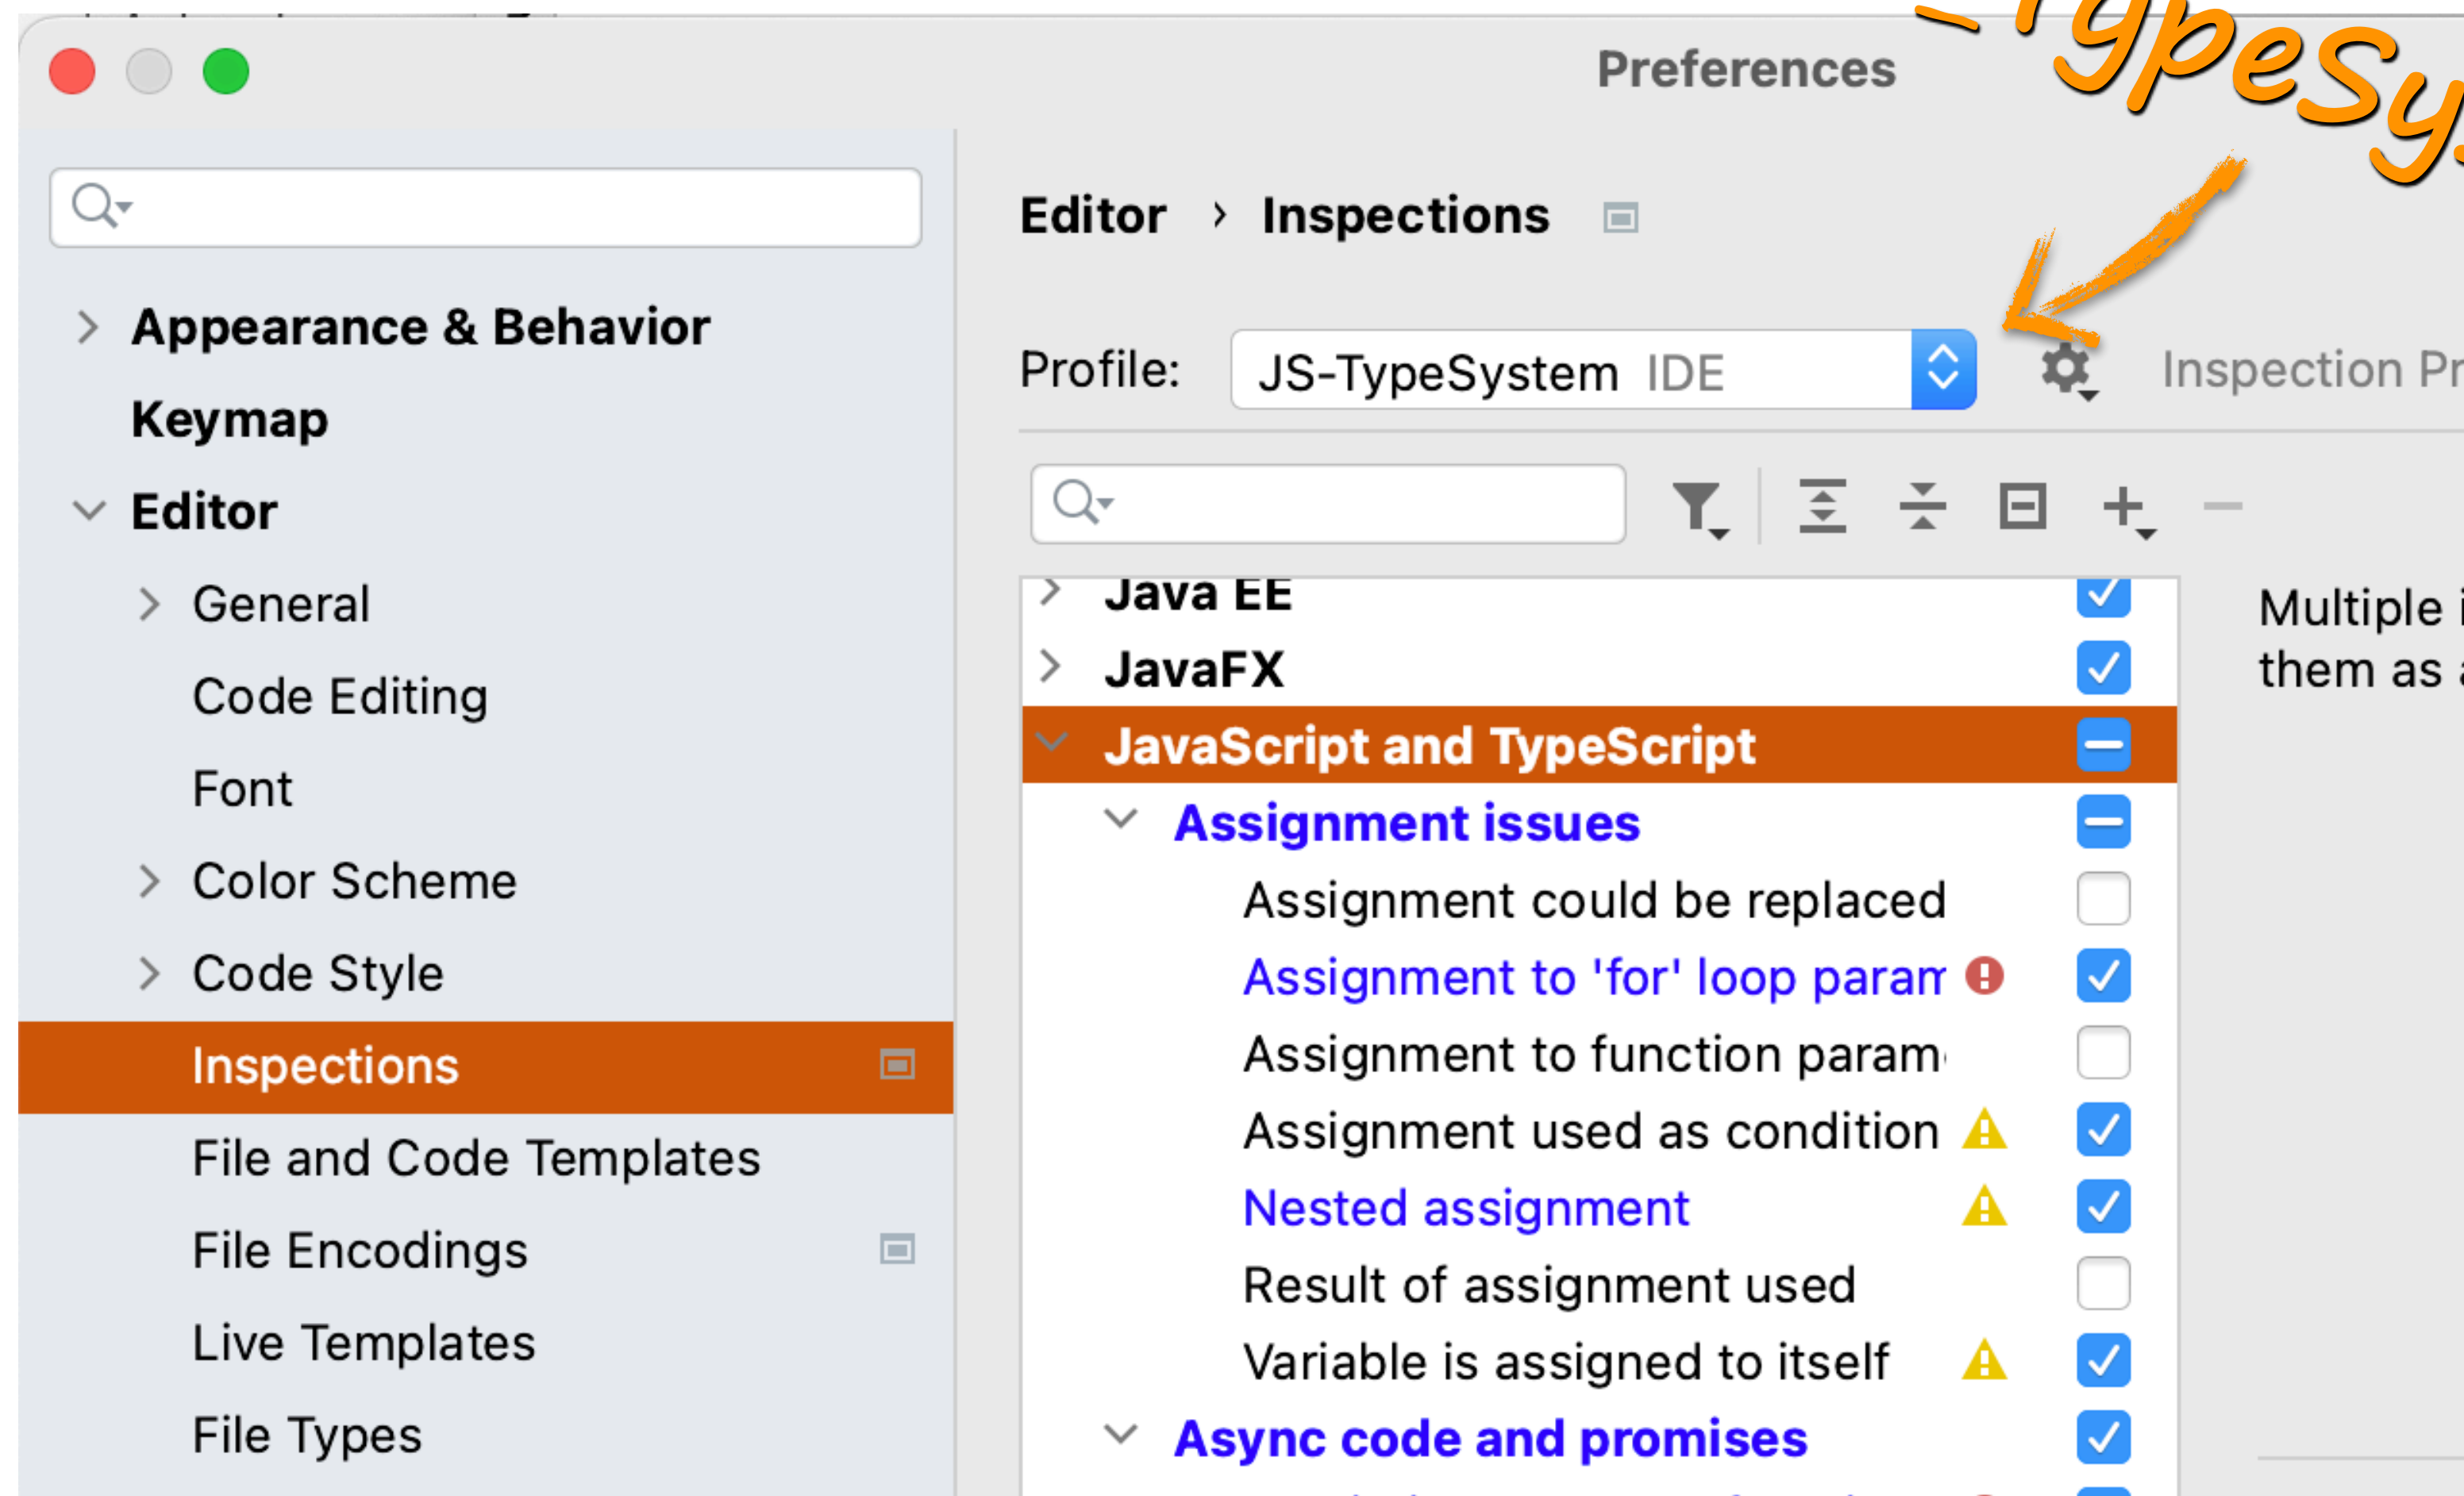 Preferences
Appearance & Behavior
Keymap
Editor
General
Code Editing
Font
Color Scheme
Code Style
Inspections
File and Code Templates
File Encodings
Live Templates
File Types
Editor › Inspections
Profile: JS-TypeSystem IDE
Inspection Pr
Java EE
JavaFX
JavaScript and TypeScript
Assignment issues
Assignment could be replaced
Assignment to 'for' loop param
Assignment to function param
Assignment used as condition
Nested assignment
Result of assignment used
Variable is assigned to itself
Async code and promises
Multiple
them as
-TypeSy